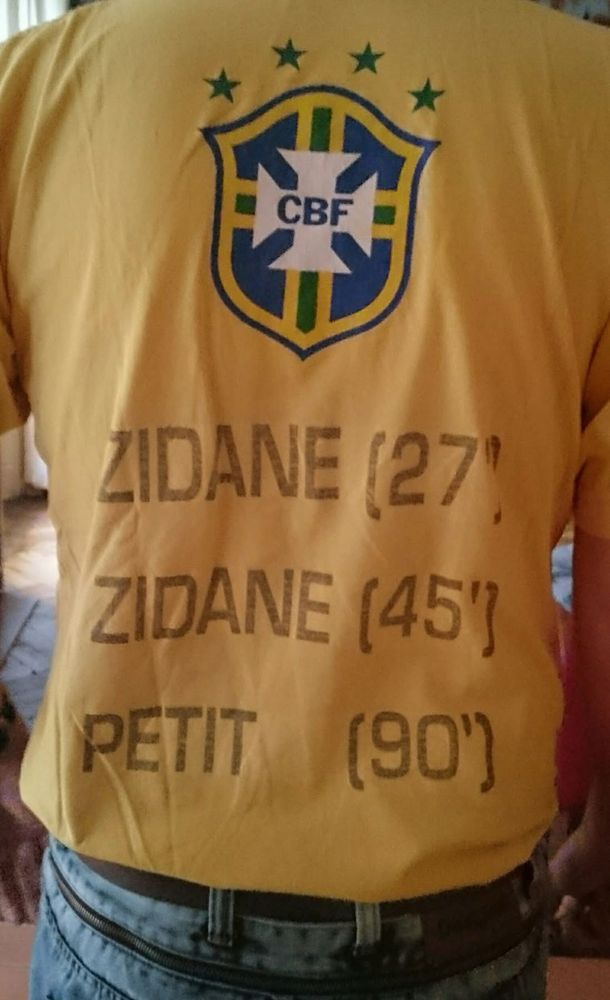 CBF
ZIDANE (27')
ZIDANE (45')
PETIT (90')